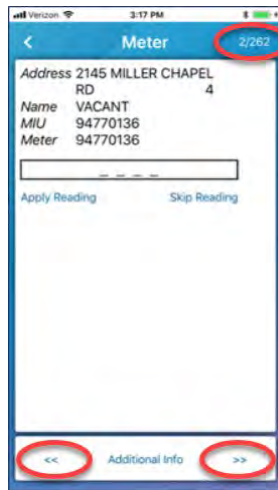 Verizon 3:17 PM
< Meter 2/262
Address 2145 MILLER CHAPEL
RD 4
Name VACANT
MIU 94770136
Meter 94770136
_ _ _ _
Apply Reading Skip Reading
<< Additional Info >>